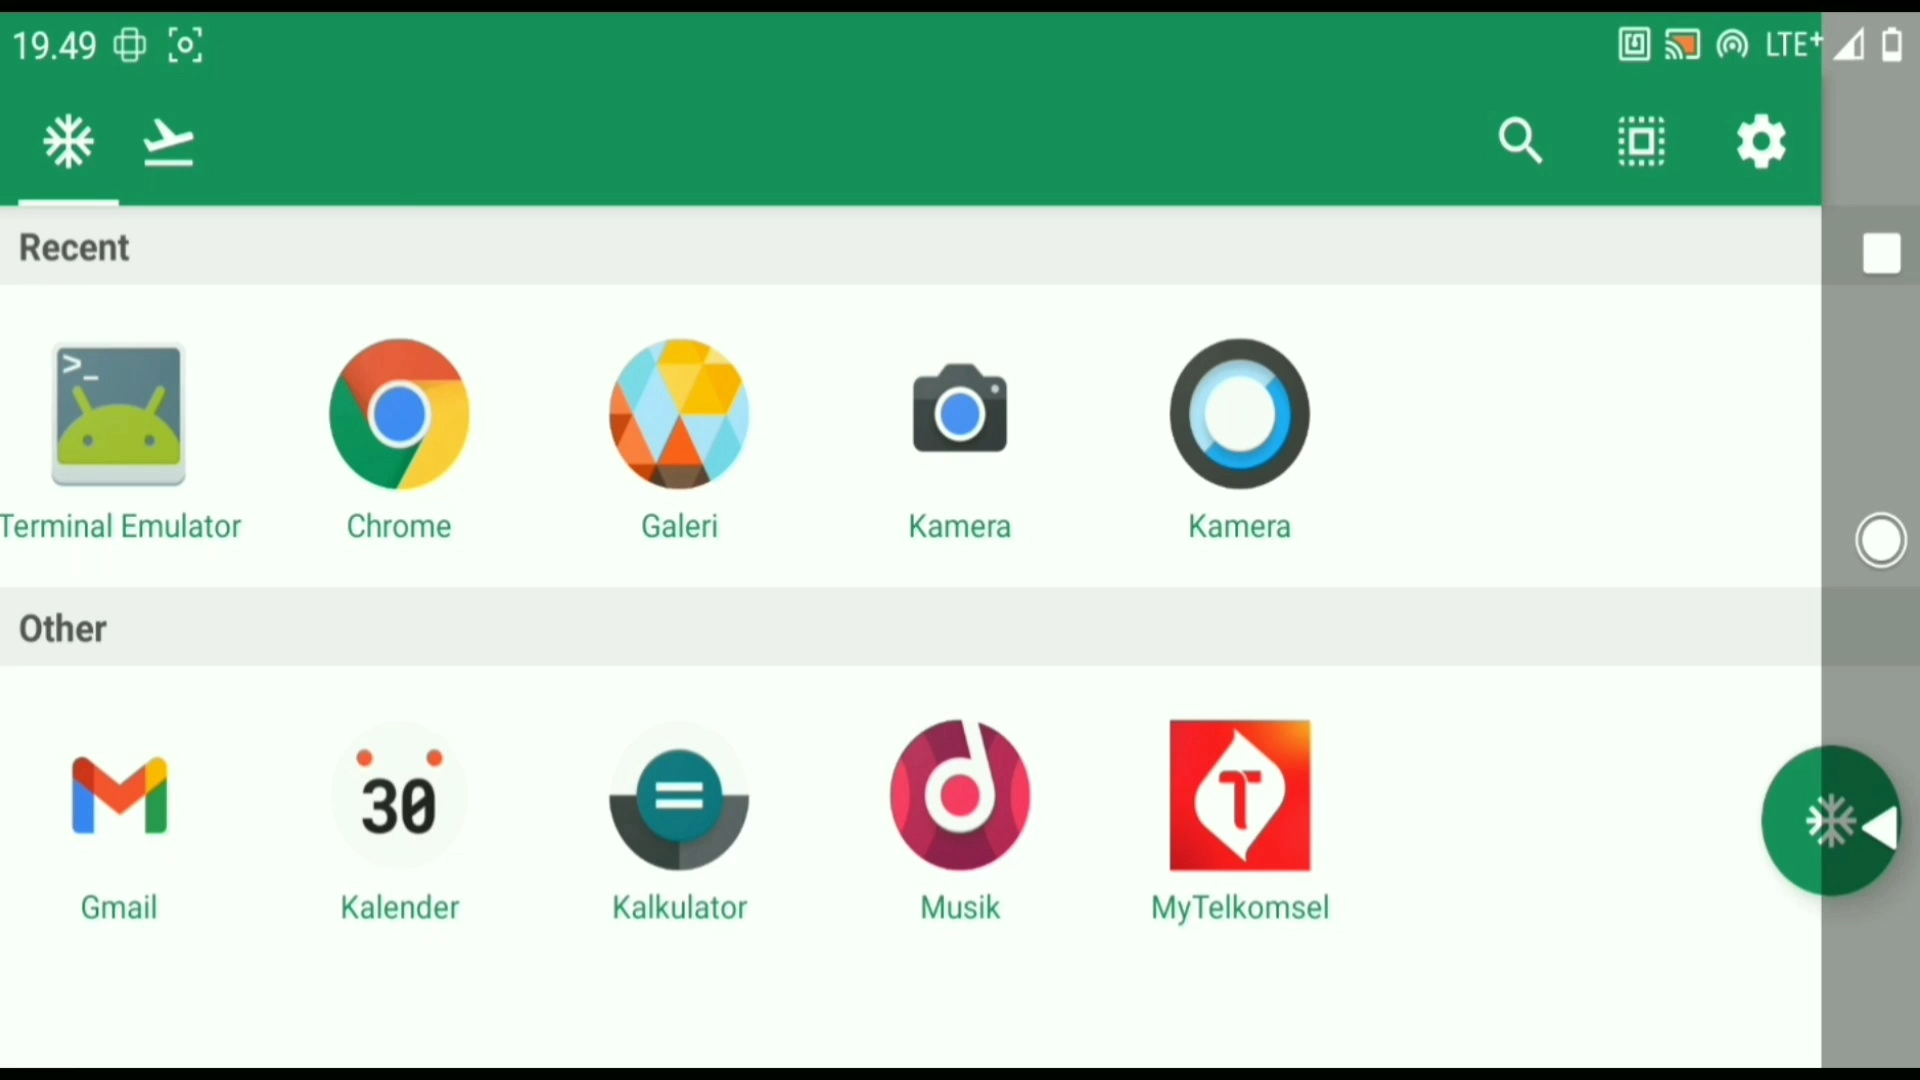 19.49 LTE+
Recent
Terminal Emulator Chrome Galeri Kamera Kamera
Other
30
Gmail Kalender Kalkulator Musik MyTelkomsel